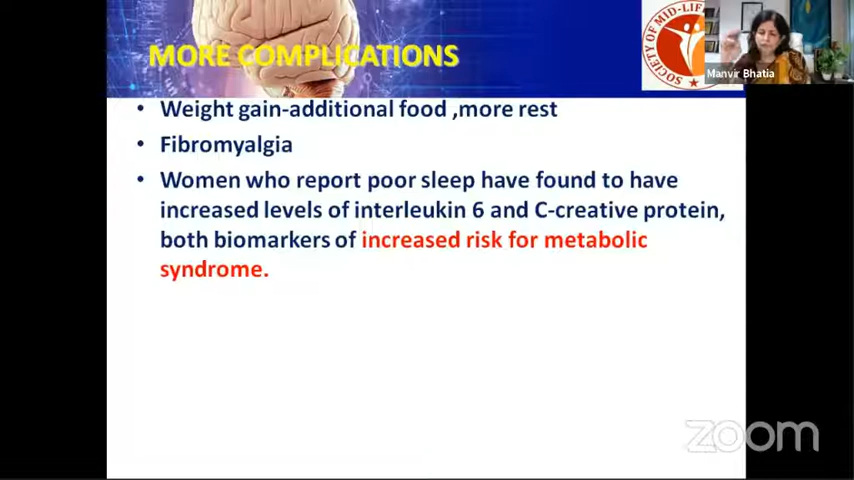 MORE COMPLICATIONS
SOCIETY OF MID-LIFE
Manvir Bhatia
• Weight gain-additional food ,more rest
• Fibromyalgia
• Women who report poor sleep have found to have
increased levels of interleukin 6 and C-creative protein,
both biomarkers of increased risk for metabolic
syndrome.
zoom